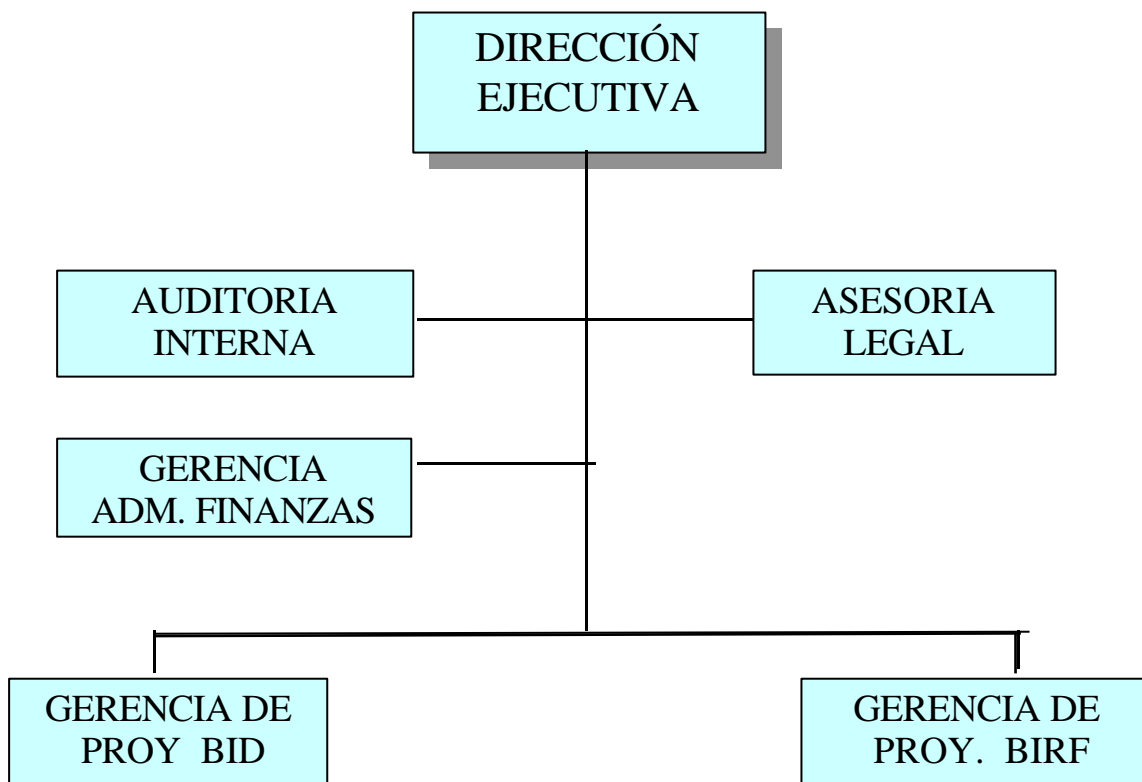 DIRECCIÓN
EJECUTIVA
AUDITORIA
INTERNA
ASESORIA
LEGAL
GERENCIA
ADM. FINANZAS
GERENCIA DE
PROY BID
GERENCIA DE
PROY. BIRF